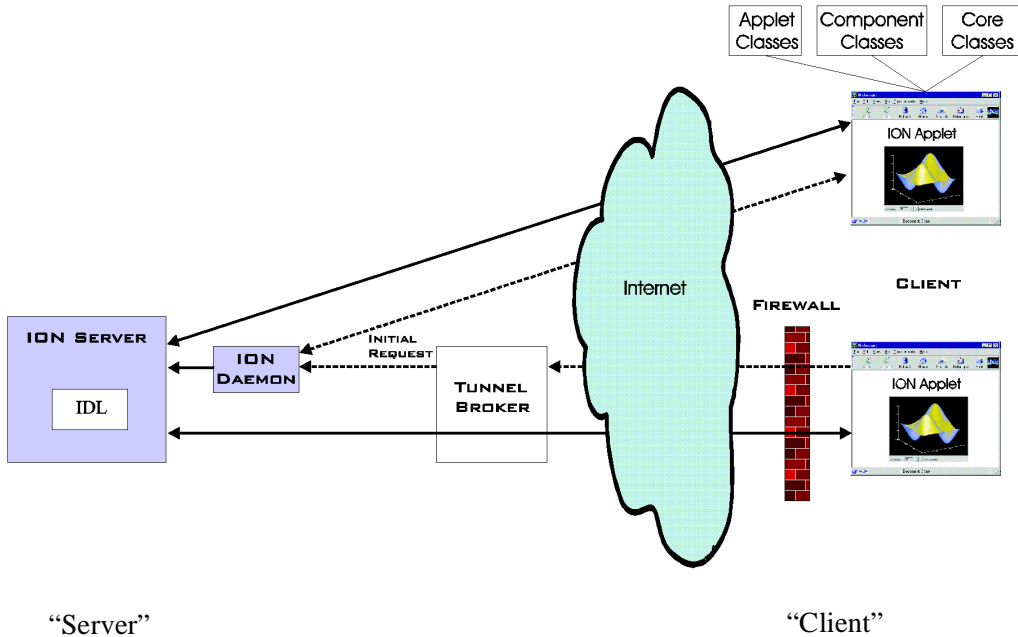 Applet
Classes
Component
Classes
Core
Classes
ION Applet
Internet
CLIENT
FIREWALL
ION SERVER
INITIAL
REQUEST
ION
DAEMON
TUNNEL
BROKER
IDL
ION Applet
“Server”
“Client”